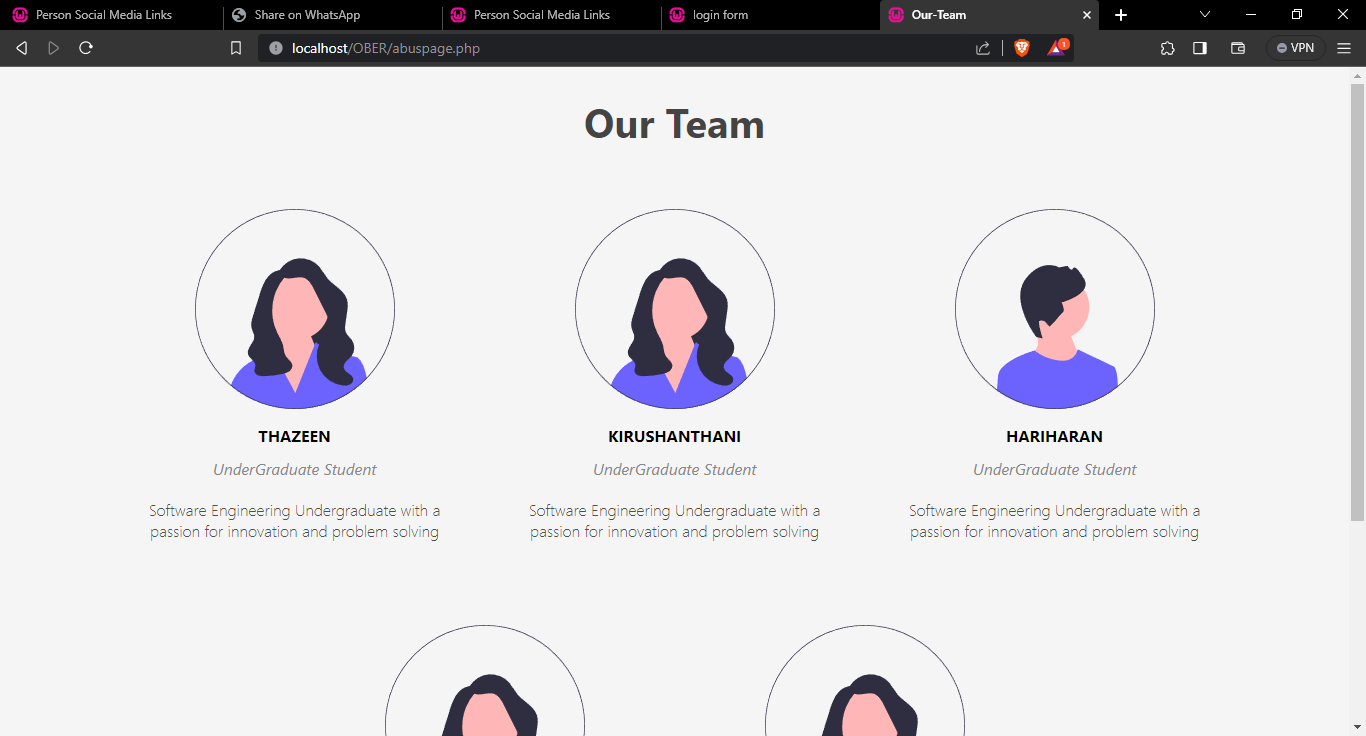 Person Social Media Links
Share on WhatsApp
Person Social Media Links
login form
Our-Team
localhost/OBER/abuspage.php
1
VPN
Our Team
THAZEEN
KIRUSHANTHANI
HARIHARAN
UnderGraduate Student
UnderGraduate Student
UnderGraduate Student
Software Engineering Undergraduate with a
passion for innovation and problem solving
Software Engineering Undergraduate with a
passion for innovation and problem solving
Software Engineering Undergraduate with a
passion for innovation and problem solving